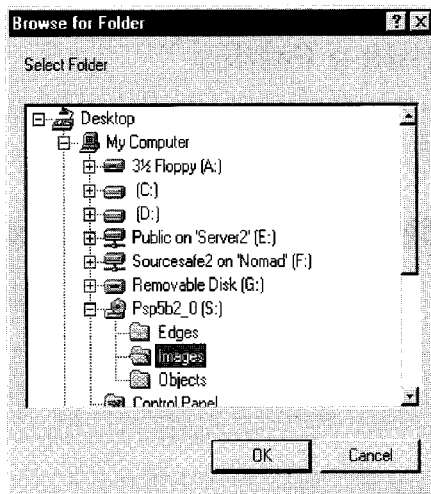 Browse for Folder
Select Folder
Desktop
My Computer
3½ Floppy (A:)
(C:)
(D:)
Public on 'Server2' (E:)
Sourcesafe2 on 'Nomad' (F:)
Removable Disk (G:)
Psp5b2_0 (S:)
Edges
Images
Objects
Control Panel
OK
Cancel